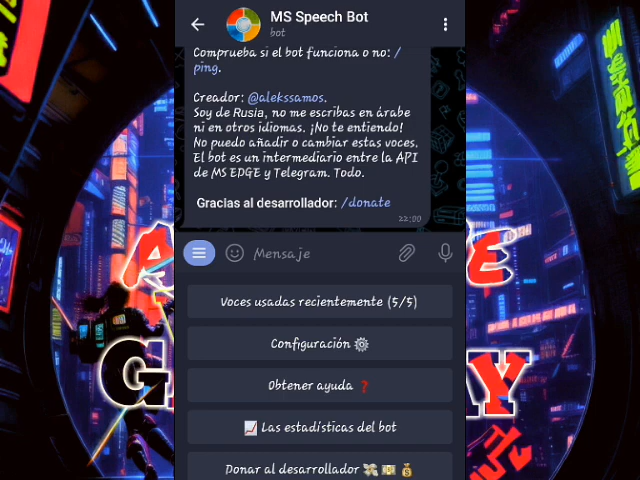 MS Speech Bot
bot
Comprueba si el bot funciona o no: /
ping.
Creador: @alekssamos.
Soy de Rusia, no me escribas en árabe
ni en otros idiomas. ¡No te entiendo!
No puedo añadir o cambiar estas voces.
El bot es un intermediario entre la API
de MS EDGE y Telegram. Todo.
Gracias al desarrollador: /donate
22:00
Mensaje
Voces usadas recientemente (5/5)
Configuración ⚙️
Obtener ayuda ❓
📈 Las estadísticas del bot
Donar al desarrollador 💸 💵 💰